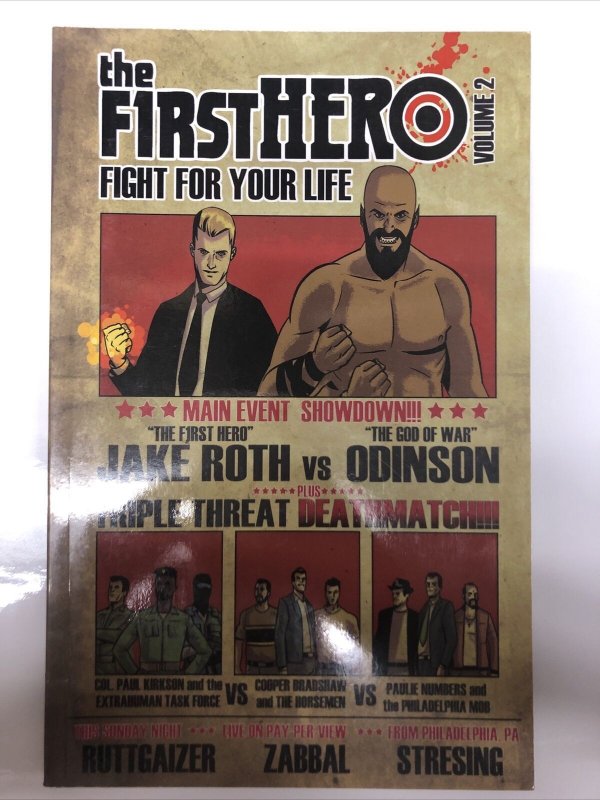 the
F1RST HERO
VOLUME 2
FIGHT FOR YOUR LIFE
★★★ MAIN EVENT SHOWDOWN!!! ★★★
"THE F1RST HERO" "THE GOD OF WAR"
JAKE ROTH vs ODINSON
★★★★★PLUS★★★★★
TRIPLE THREAT DEATHMATCH!!!
COL. PAUL KIRKSON and the
EXTRAHUMAN TASK FORCE
VS
COOPER BRADSHAW
and THE HORSEMEN
VS
PAULIE NUMBERS and
the PHILADELPHIA MOB
THIS SUNDAY NIGHT ★★★ LIVE ON PAY PER VIEW ★★★ FROM PHILADELPHIA, PA
RUTTGAIZER ZABBAL STRESING